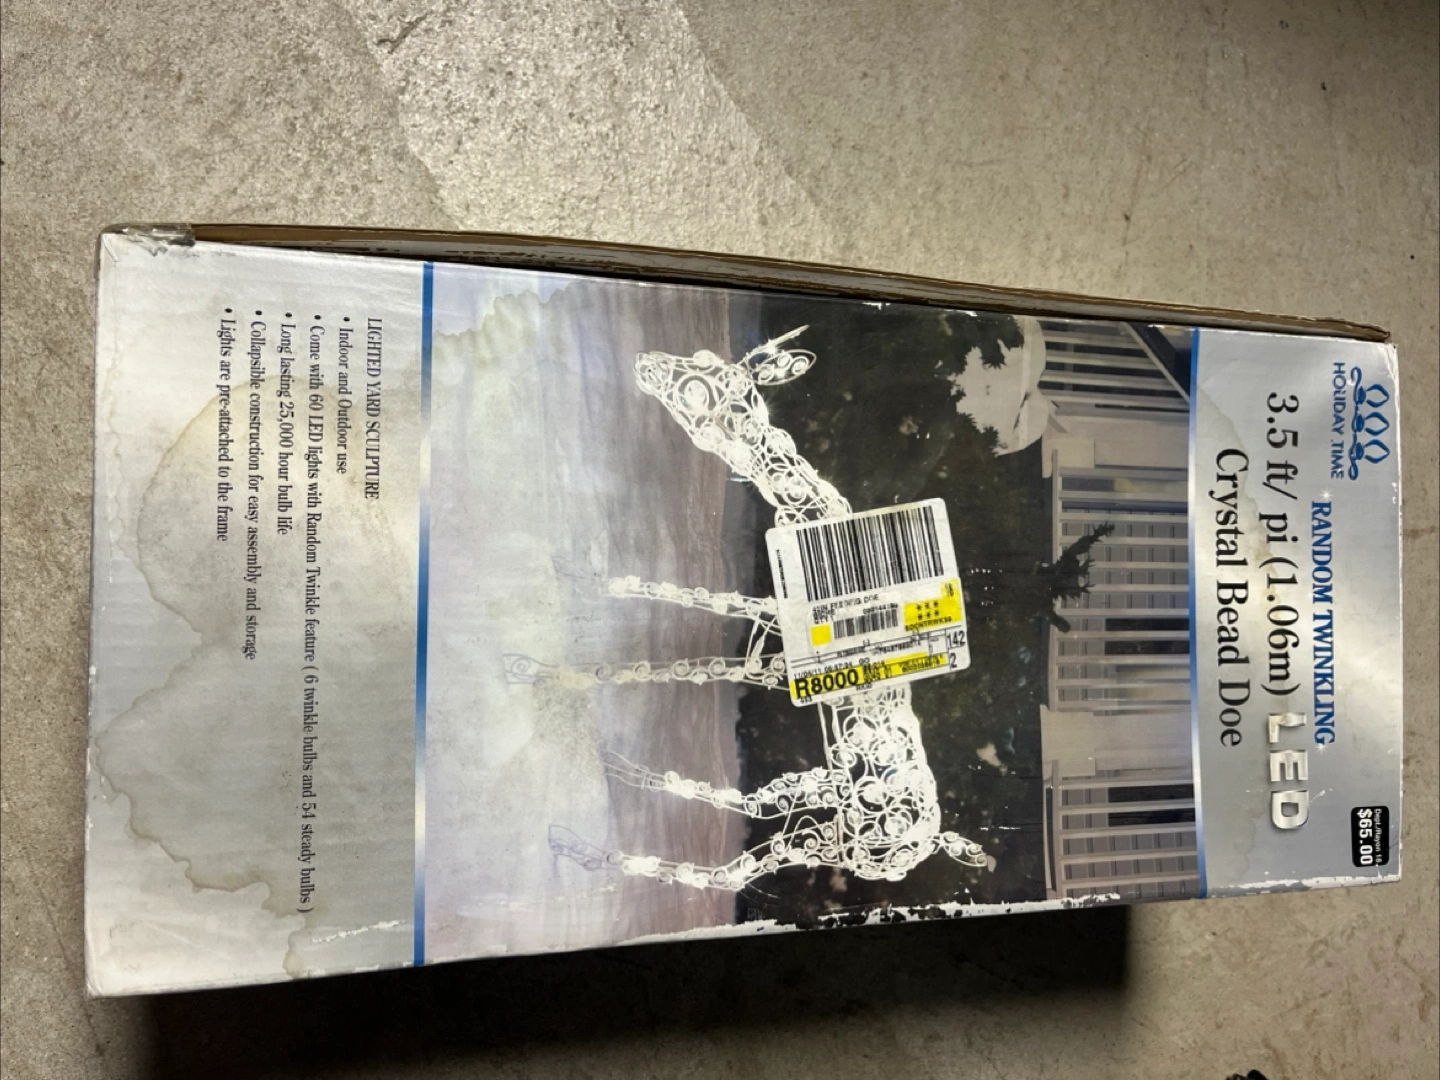 HOLIDAY TIME
RANDOM TWINKLING
3.5 ft/ pi (1.06m) LED
Crystal Bead Doe
Dept./Rayon 18
$65.00
142
2
R8000
LIGHTED YARD SCULPTURE
• Indoor and Outdoor use
• Come with 60 LED lights with Random Twinkle feature ( 6 twinkle bulbs and 54 steady bulbs )
• Long lasting 25,000 hour bulb life
• Collapsible construction for easy assembly and storage
• Lights are pre-attached to the frame